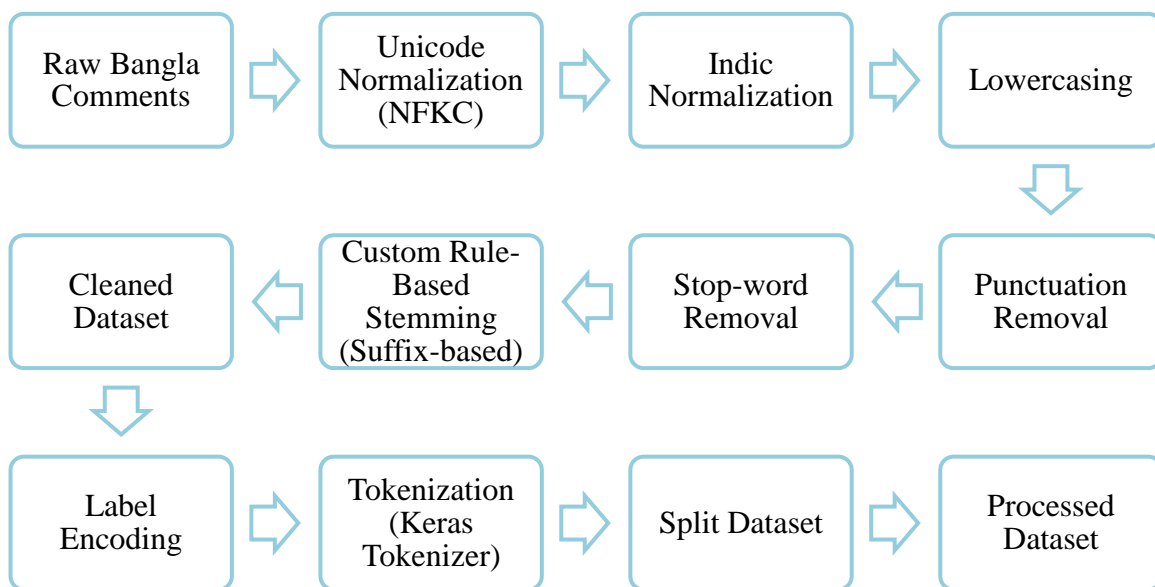 Raw Bangla
Comments
Unicode
Normalization
(NFKC)
Indic
Normalization
Lowercasing
Punctuation
Removal
Stop-word
Removal
Custom Rule-
Based
Stemming
(Suffix-based)
Cleaned
Dataset
Label
Encoding
Tokenization
(Keras
Tokenizer)
Split Dataset
Processed
Dataset